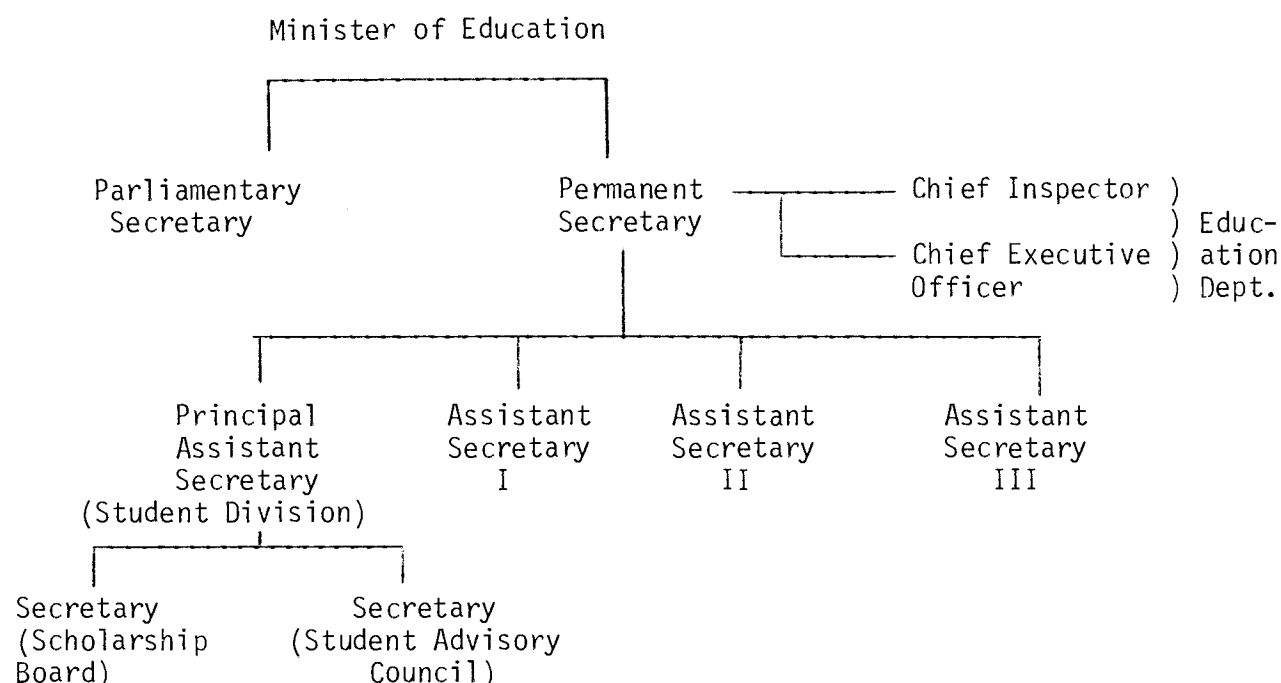 Minister of Education
Parliamentary
Secretary
Permanent
Secretary
Chief Inspector )
) Educ-
Chief Executive ) ation
Officer ) Dept.
Principal
Assistant
Secretary
(Student Division)
Assistant
Secretary
I
Assistant
Secretary
II
Assistant
Secretary
III
Secretary
(Scholarship
Board)
Secretary
(Student Advisory
Council)